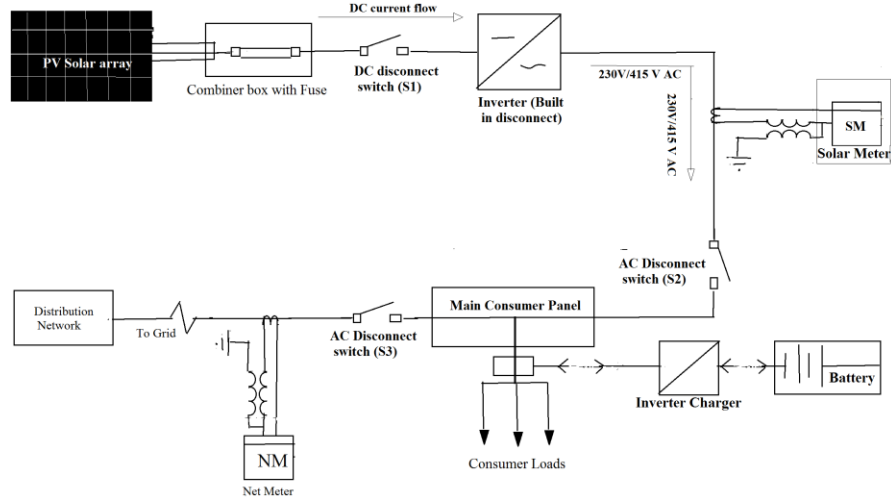 DC current flow
PV Solar array
Combiner box with Fuse
DC disconnect
switch (S1)
Inverter (Built
in disconnect)
230V/415 V AC
230V/415 V AC
SM
Solar Meter
AC Disconnect
switch (S2)
Distribution
Network
To Grid
AC Disconnect
switch (S3)
Main Consumer Panel
Inverter Charger
Battery
NM
Net Meter
Consumer Loads